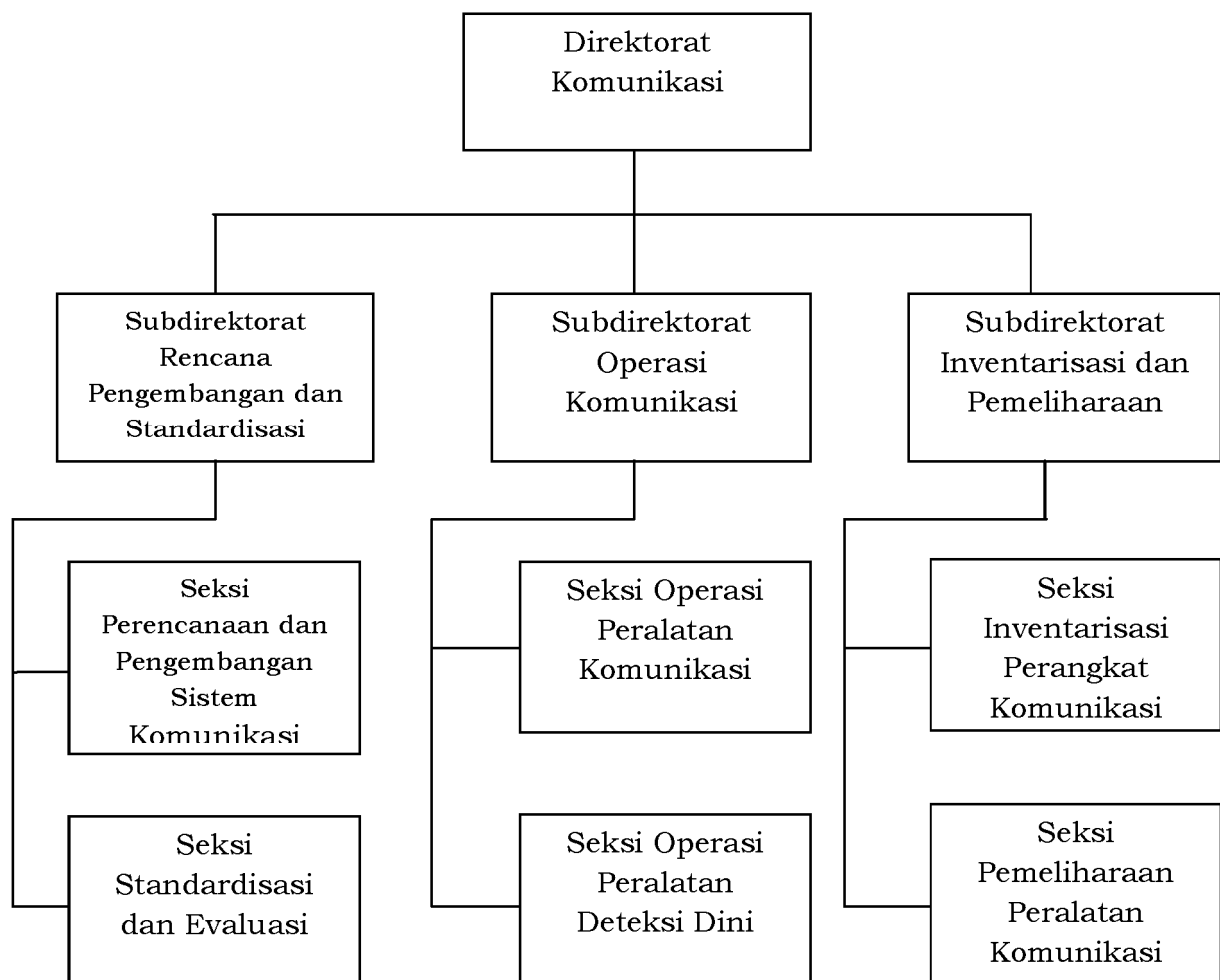 Direktorat
Komunikasi
Subdirektorat
Rencana
Pengembangan dan
Standardisasi
Subdirektorat
Operasi
Komunikasi
Subdirektorat
Inventarisasi dan
Pemeliharaan
Seksi
Perencanaan dan
Pengembangan
Sistem
Komunikasi
Seksi Operasi
Peralatan
Komunikasi
Seksi
Inventarisasi
Perangkat
Komunikasi
Seksi
Standardisasi
dan Evaluasi
Seksi Operasi
Peralatan
Deteksi Dini
Seksi
Pemeliharaan
Peralatan
Komunikasi